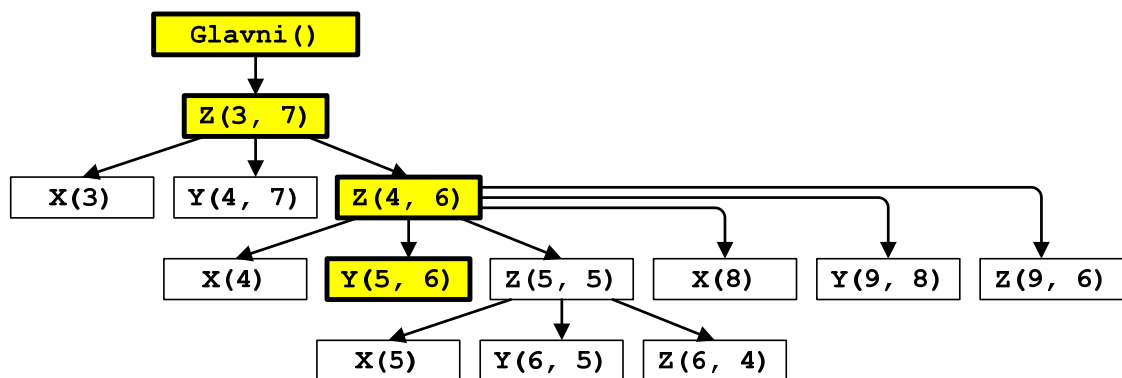 Glavni()
Z(3, 7)
X(3) Y(4, 7) Z(4, 6)
X(4) Y(5, 6) Z(5, 5) X(8) Y(9, 8) Z(9, 6)
X(5) Y(6, 5) Z(6, 4)